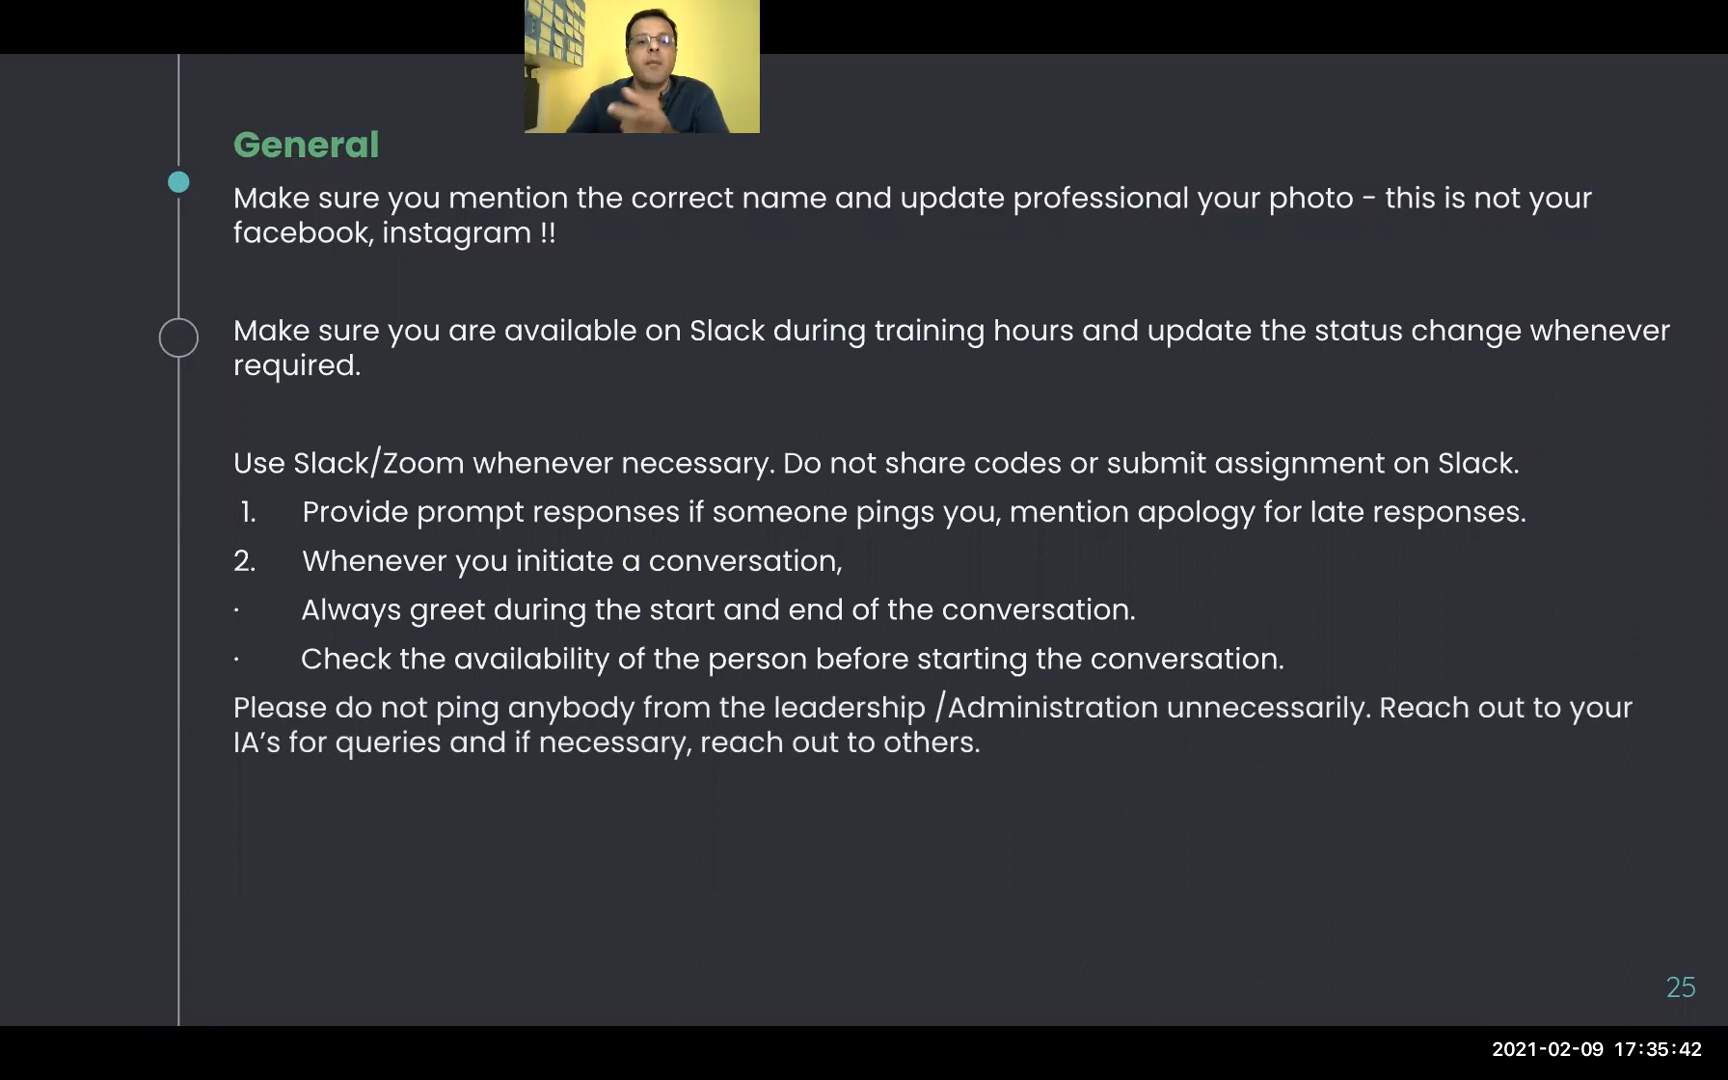 General
Make sure you mention the correct name and update professional your photo - this is not your
facebook, instagram !!
Make sure you are available on Slack during training hours and update the status change whenever
required.
Use Slack/Zoom whenever necessary. Do not share codes or submit assignment on Slack.
1. Provide prompt responses if someone pings you, mention apology for late responses.
2. Whenever you initiate a conversation,
· Always greet during the start and end of the conversation.
· Check the availability of the person before starting the conversation.
Please do not ping anybody from the leadership /Administration unnecessarily. Reach out to your
IA’s for queries and if necessary, reach out to others.
25
2021-02-09 17:35:42